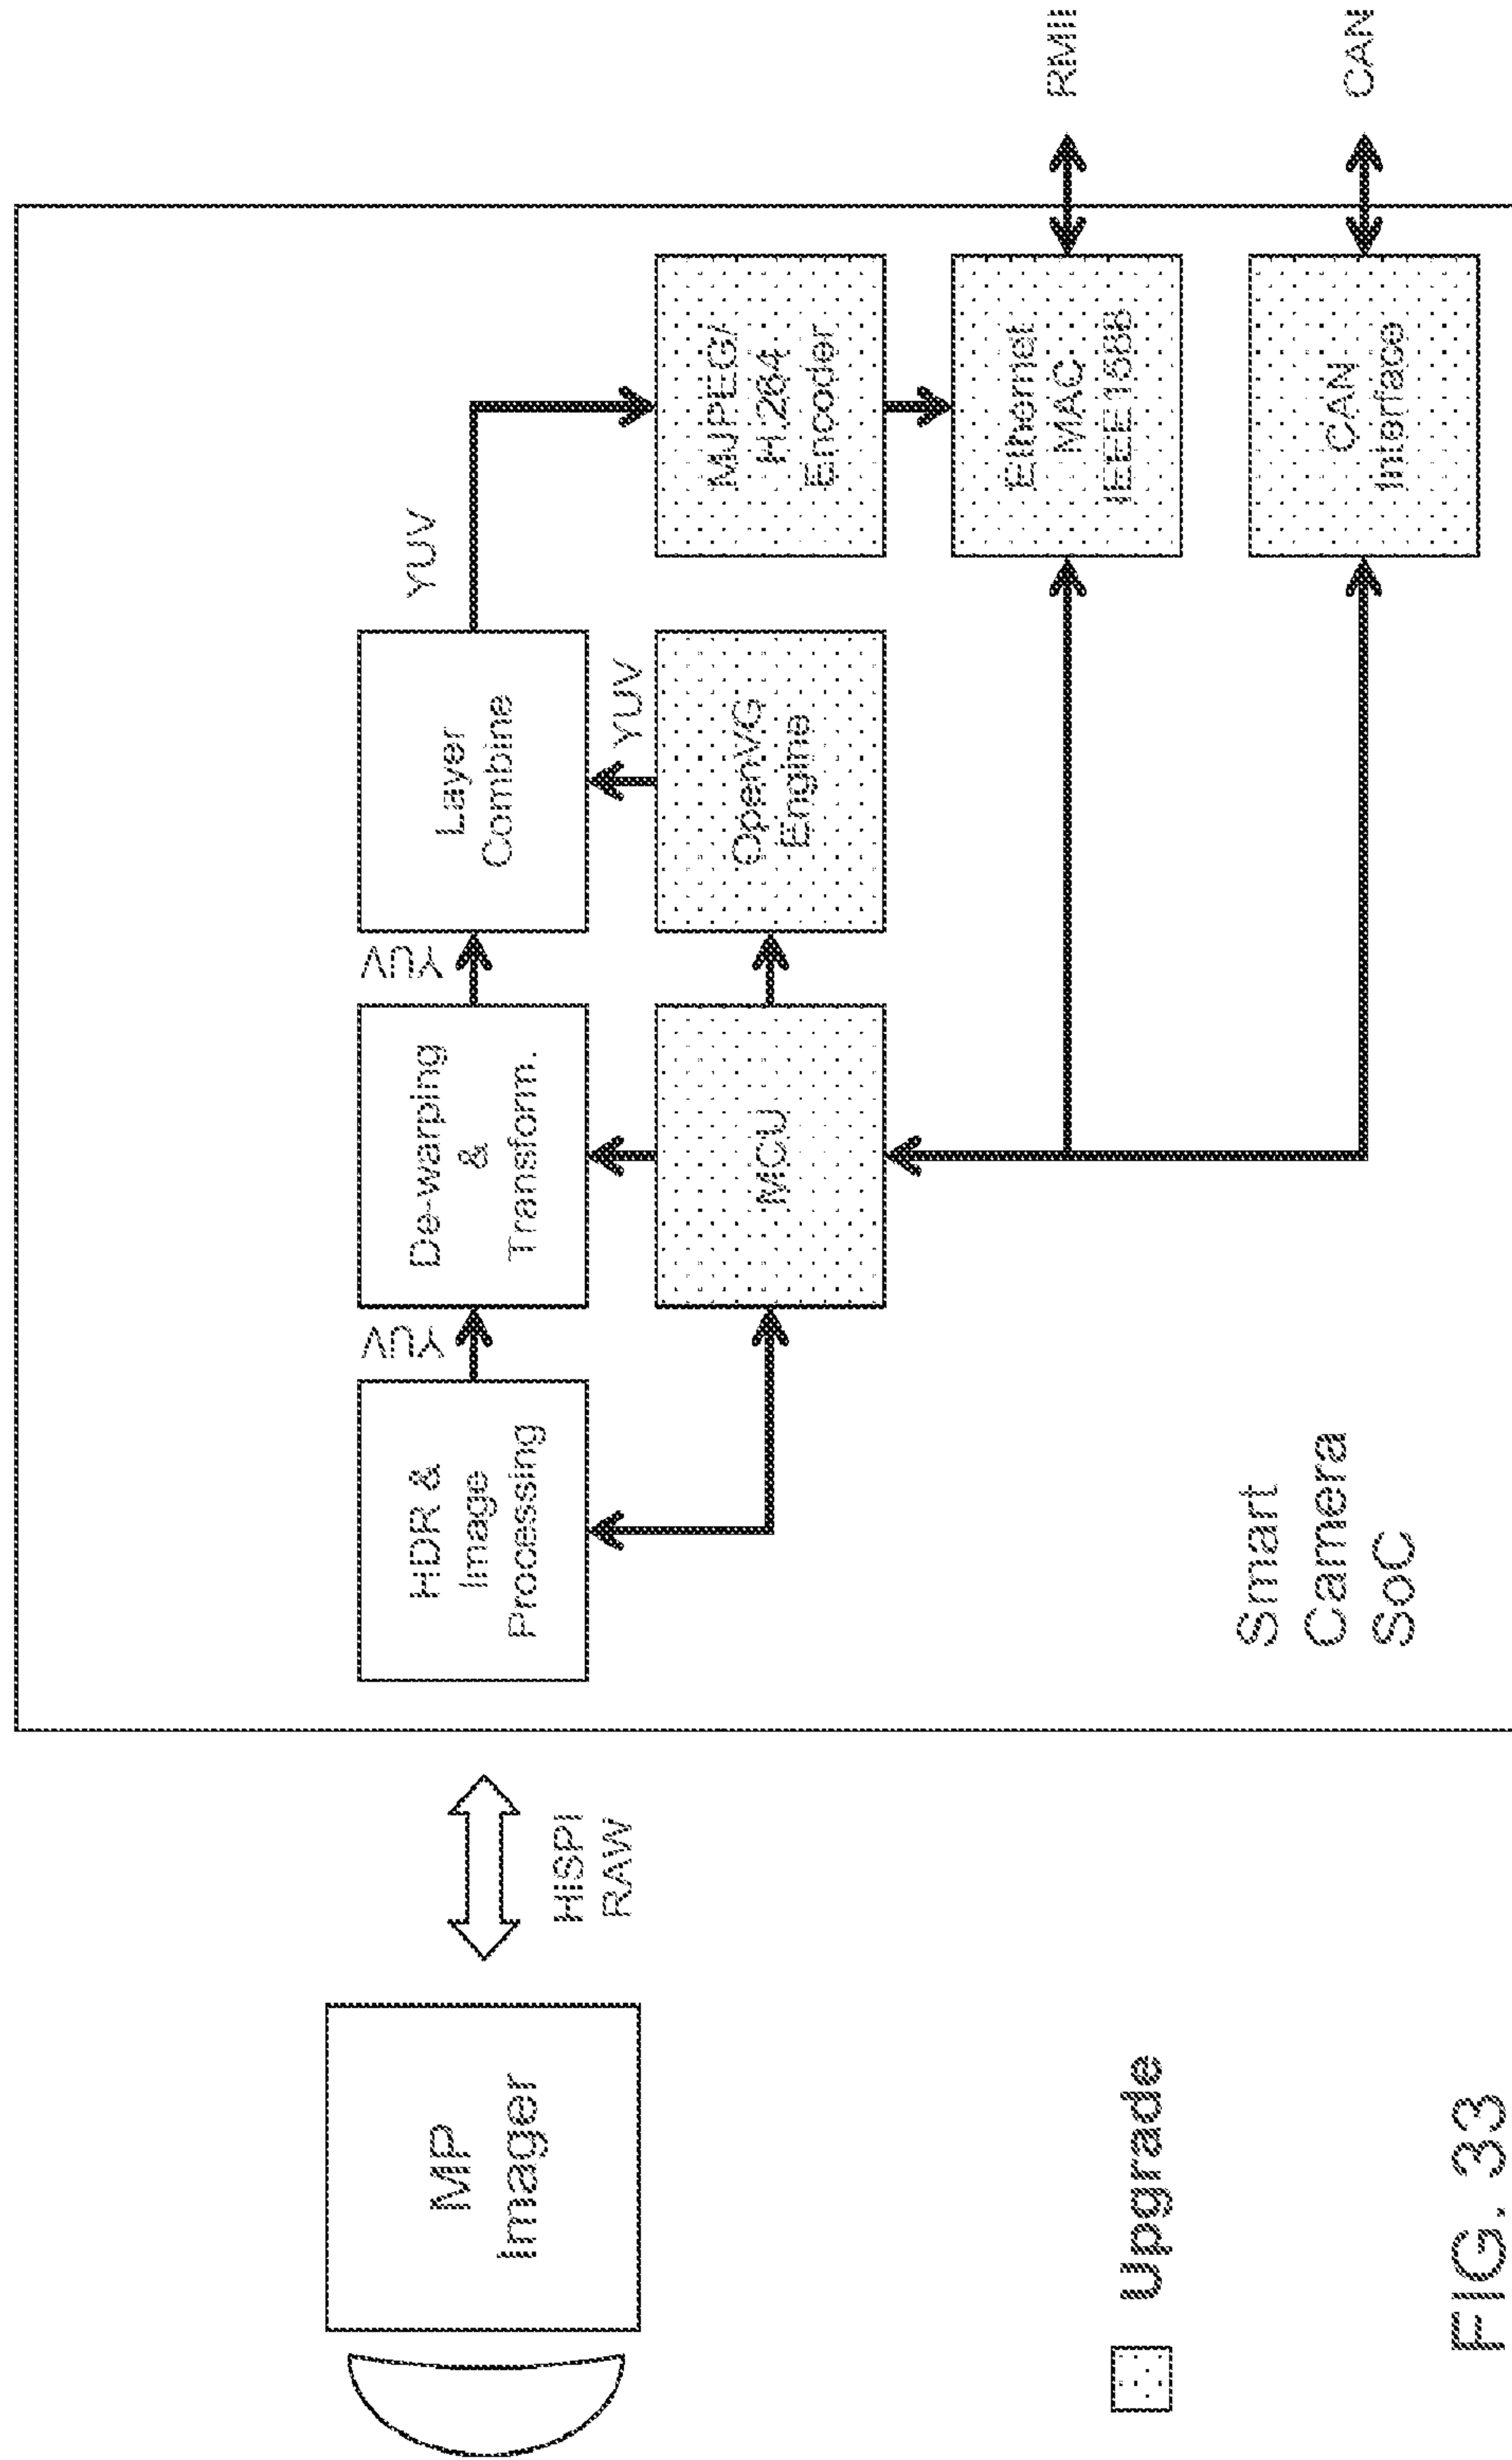 MP
Imager
HiSPI
RAW
HDR &
Image
Processing
YUV
De-warping
&
Transform.
YUV
Layer
Combine
YUV
YUV
MCU
OpenVG
Engine
MJPEG/
H.264
Encoder
Ethernet
MAC
IEEE1588
RMII
CAN
Interface
CAN
Smart
Camera
SoC
Upgrade
FIG. 33